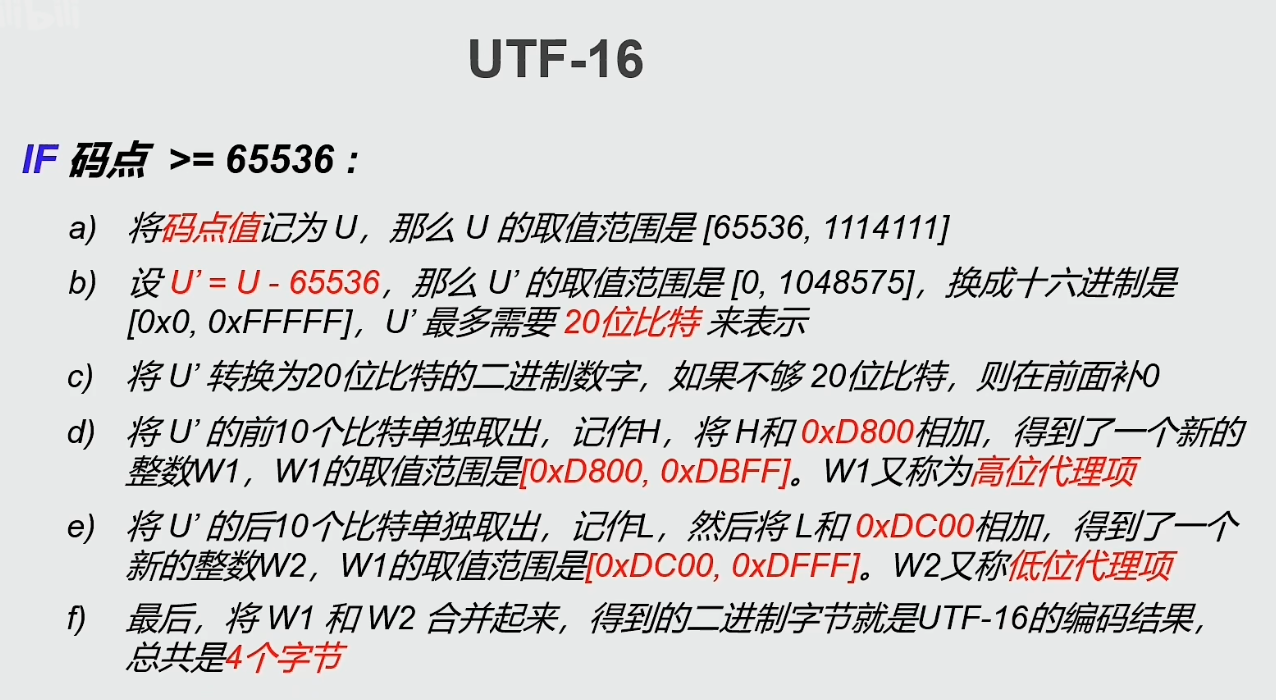 UTF-16
IF 码点 >= 65536 :
a) 将码点值记为 U，那么 U 的取值范围是 [65536, 1114111]
b) 设 U’ = U - 65536，那么 U’ 的取值范围是 [0, 1048575]，换成十六进制是
[0x0, 0xFFFFF]，U’ 最多需要 20位比特 来表示
c) 将 U’ 转换为20位比特的二进制数字，如果不够 20位比特，则在前面补0
d) 将 U’ 的前10个比特单独取出，记作H，将 H和 0xD800相加，得到了一个新的
整数W1，W1的取值范围是[0xD800, 0xDBFF]。W1又称为高位代理项
e) 将 U’ 的后10个比特单独取出，记作L，然后将 L和 0xDC00相加，得到了一个
新的整数W2，W1的取值范围是[0xDC00, 0xDFFF]。W2又称低位代理项
f) 最后，将 W1 和 W2 合并起来，得到的二进制字节就是UTF-16的编码结果，
总共是4个字节